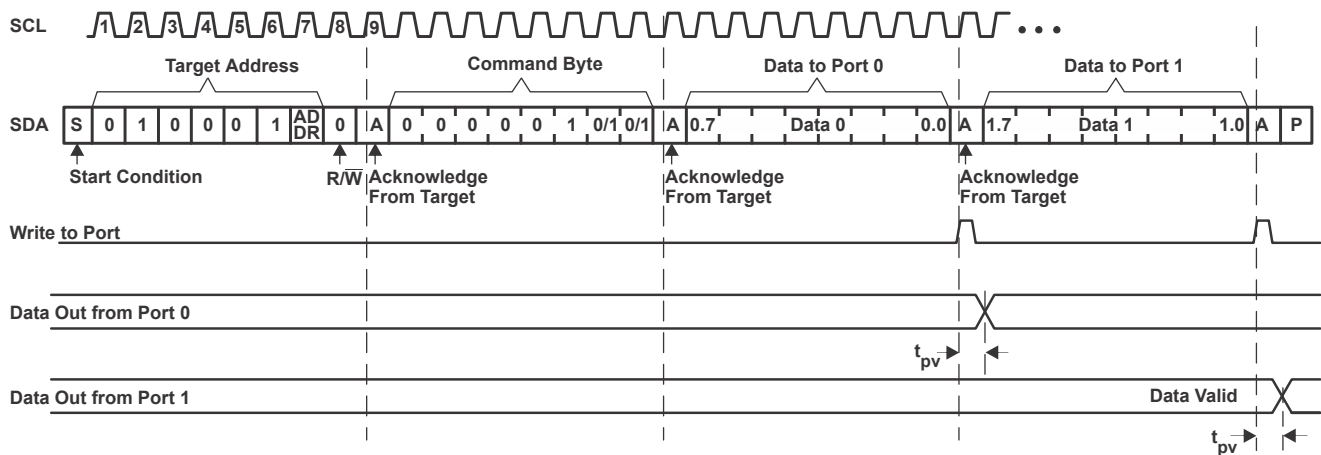 SCL 1 2 3 4 5 6 7 8 9
Target Address Command Byte Data to Port 0 Data to Port 1
SDA S 0 1 0 0 0 1 AD DR 0 A 0 0 0 0 0 1 0/1 0/1 A 0.7 Data 0 0.0 A 1.7 Data 1 1.0 A P
Start Condition R/W̅ Acknowledge From Target Acknowledge From Target Acknowledge From Target
Write to Port
Data Out from Port 0
tpv
Data Out from Port 1 Data Valid
tpv